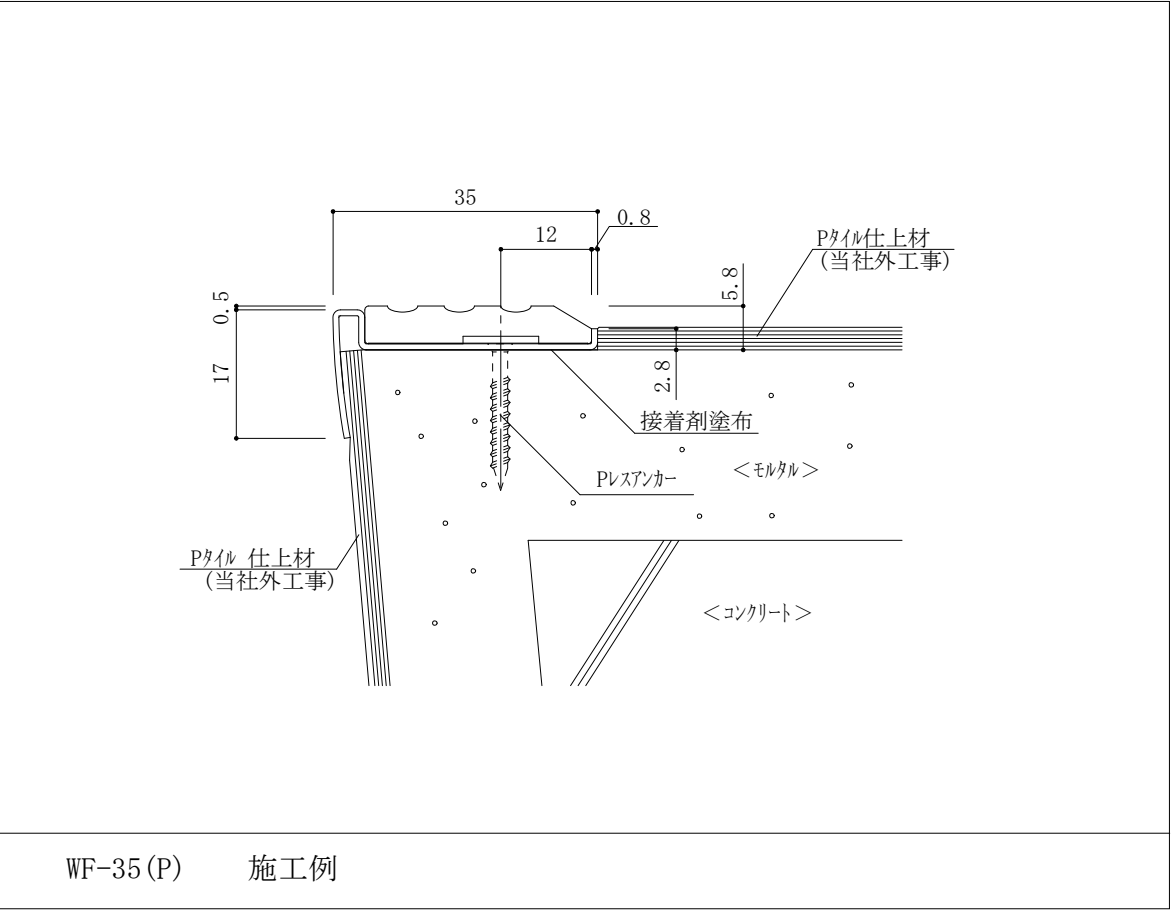 35
12
0.8
Pﾀｲﾙ仕上材
(当社外工事)
5.8
0.5
17
2.8
接着剤塗布
Pﾚｽｱﾝｶｰ
＜ﾓﾙﾀﾙ＞
Pﾀｲﾙ 仕上材
(当社外工事)
＜ｺﾝｸﾘｰﾄ＞
WF-35(P) 施工例